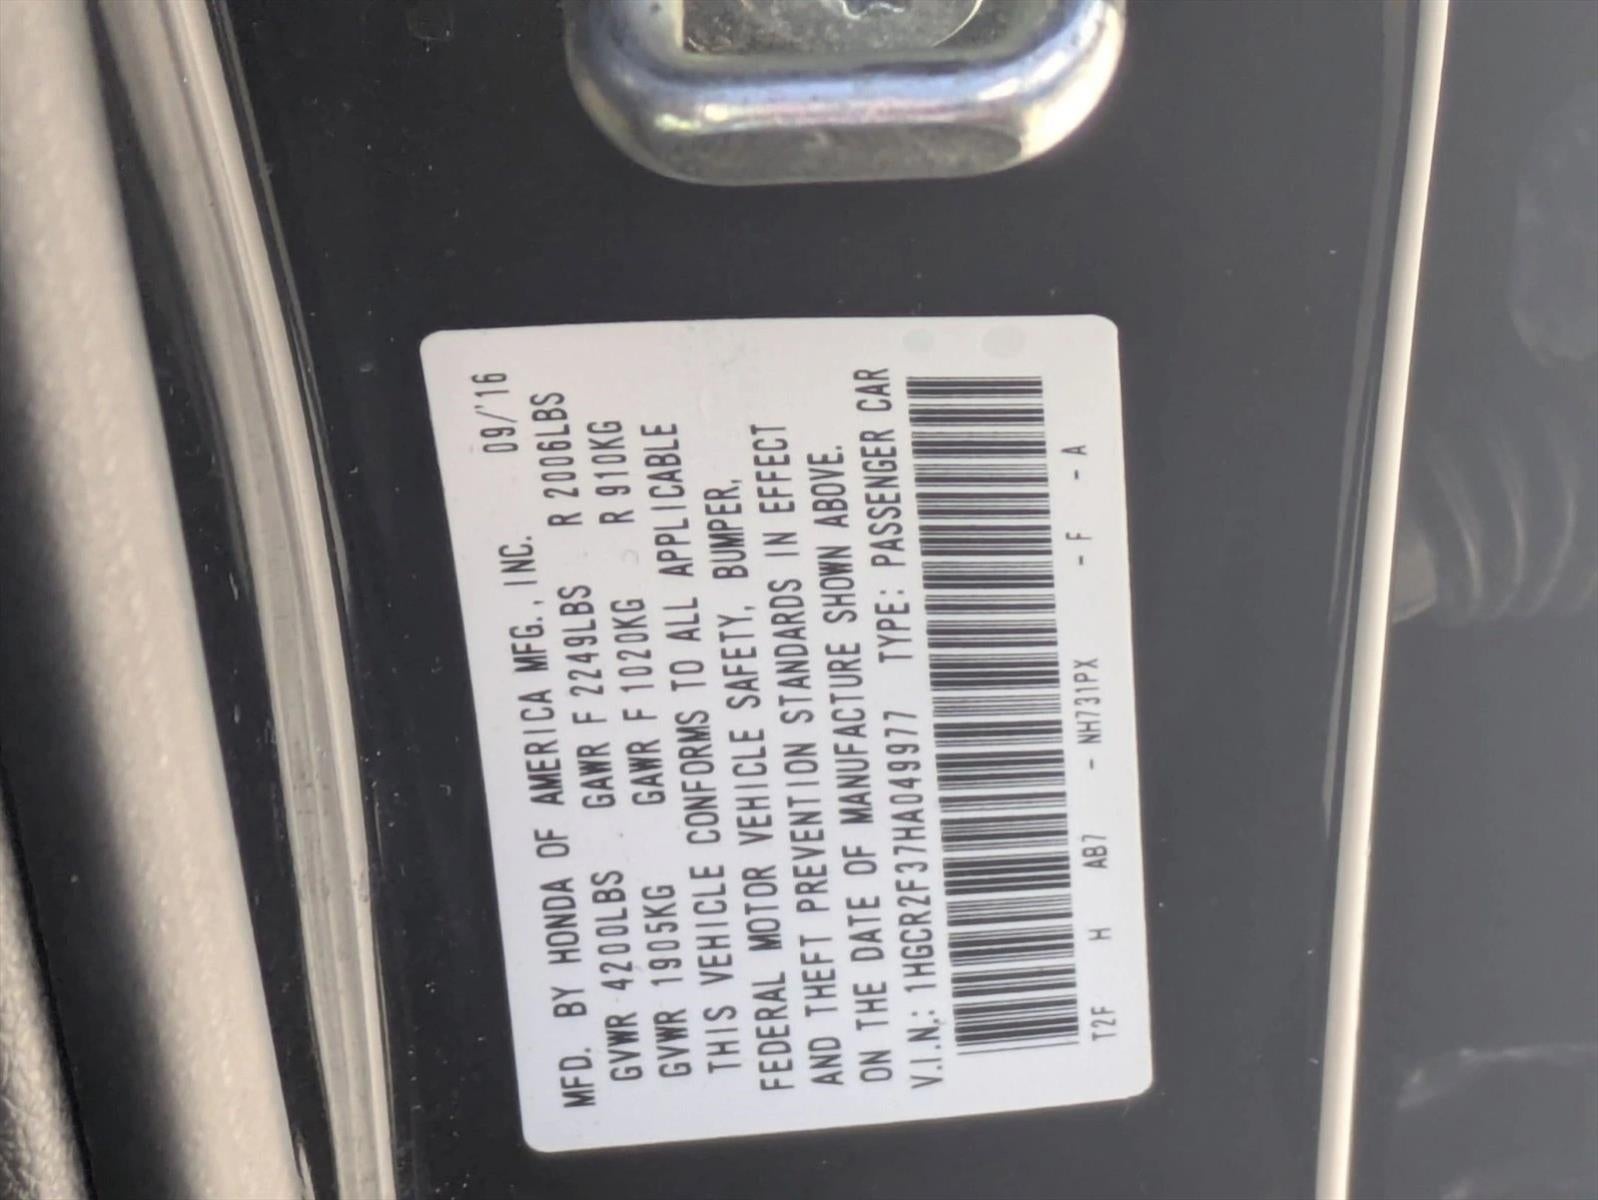 MFD. BY HONDA OF AMERICA MFG., INC. 09/'16
GVWR 4200LBS GAWR F 2249LBS R 2006LBS
GVWR 1905KG GAWR F 1020KG R 910KG
THIS VEHICLE CONFORMS TO ALL APPLICABLE
FEDERAL MOTOR VEHICLE SAFETY, BUMPER,
AND THEFT PREVENTION STANDARDS IN EFFECT
ON THE DATE OF MANUFACTURE SHOWN ABOVE.
V.I.N.: 1HGCR2F37HA049977 TYPE: PASSENGER CAR
T2F H AB7 - NH731PX - F - A